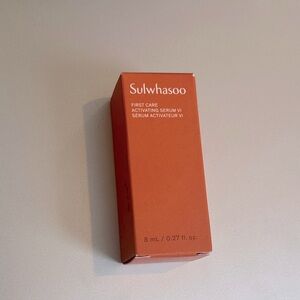 Sulwhasoo
FIRST CARE
ACTIVATING SERUM VI
SÉRUM ACTIVATEUR VI
8 mL / 0.27 fl. oz.